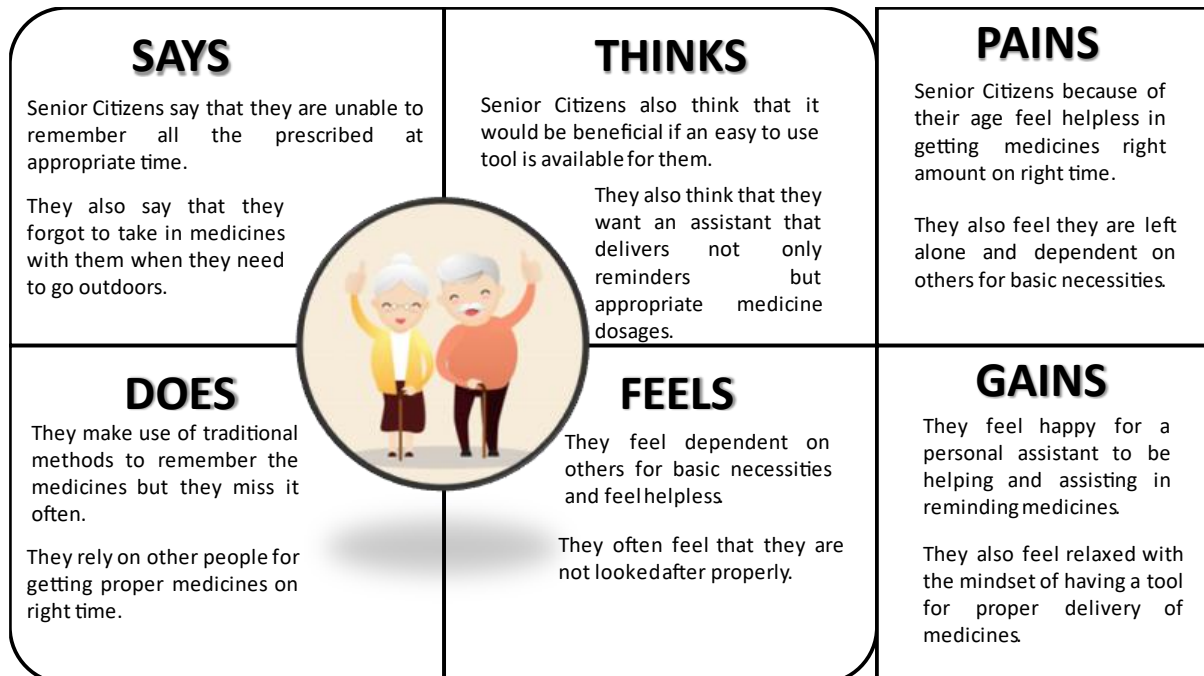 SAYS
Senior Citizens say that they are unable to
remember all the prescribed at
appropriate time.
They also say that they
forgot to take in medicines
with them when they need
to go outdoors.
THINKS
Senior Citizens also think that it
would be beneficial if an easy to use
tool is available for them.
They also think that they
want an assistant that
delivers not only
reminders but
appropriate medicine
dosages.
PAINS
Senior Citizens because of
their age feel helpless in
getting medicines right
amount on right time.
They also feel they are left
alone and dependent on
others for basic necessities.
DOES
They make use of traditional
methods to remember the
medicines but they miss it
often.
They rely on other people for
getting proper medicines on
right time.
FEELS
They feel dependent on
others for basic necessities
and feel helpless.
They often feel that they are
not looked after properly.
GAINS
They feel happy for a
personal assistant to be
helping and assisting in
reminding medicines.
They also feel relaxed with
the mindset of having a tool
for proper delivery of
medicines.